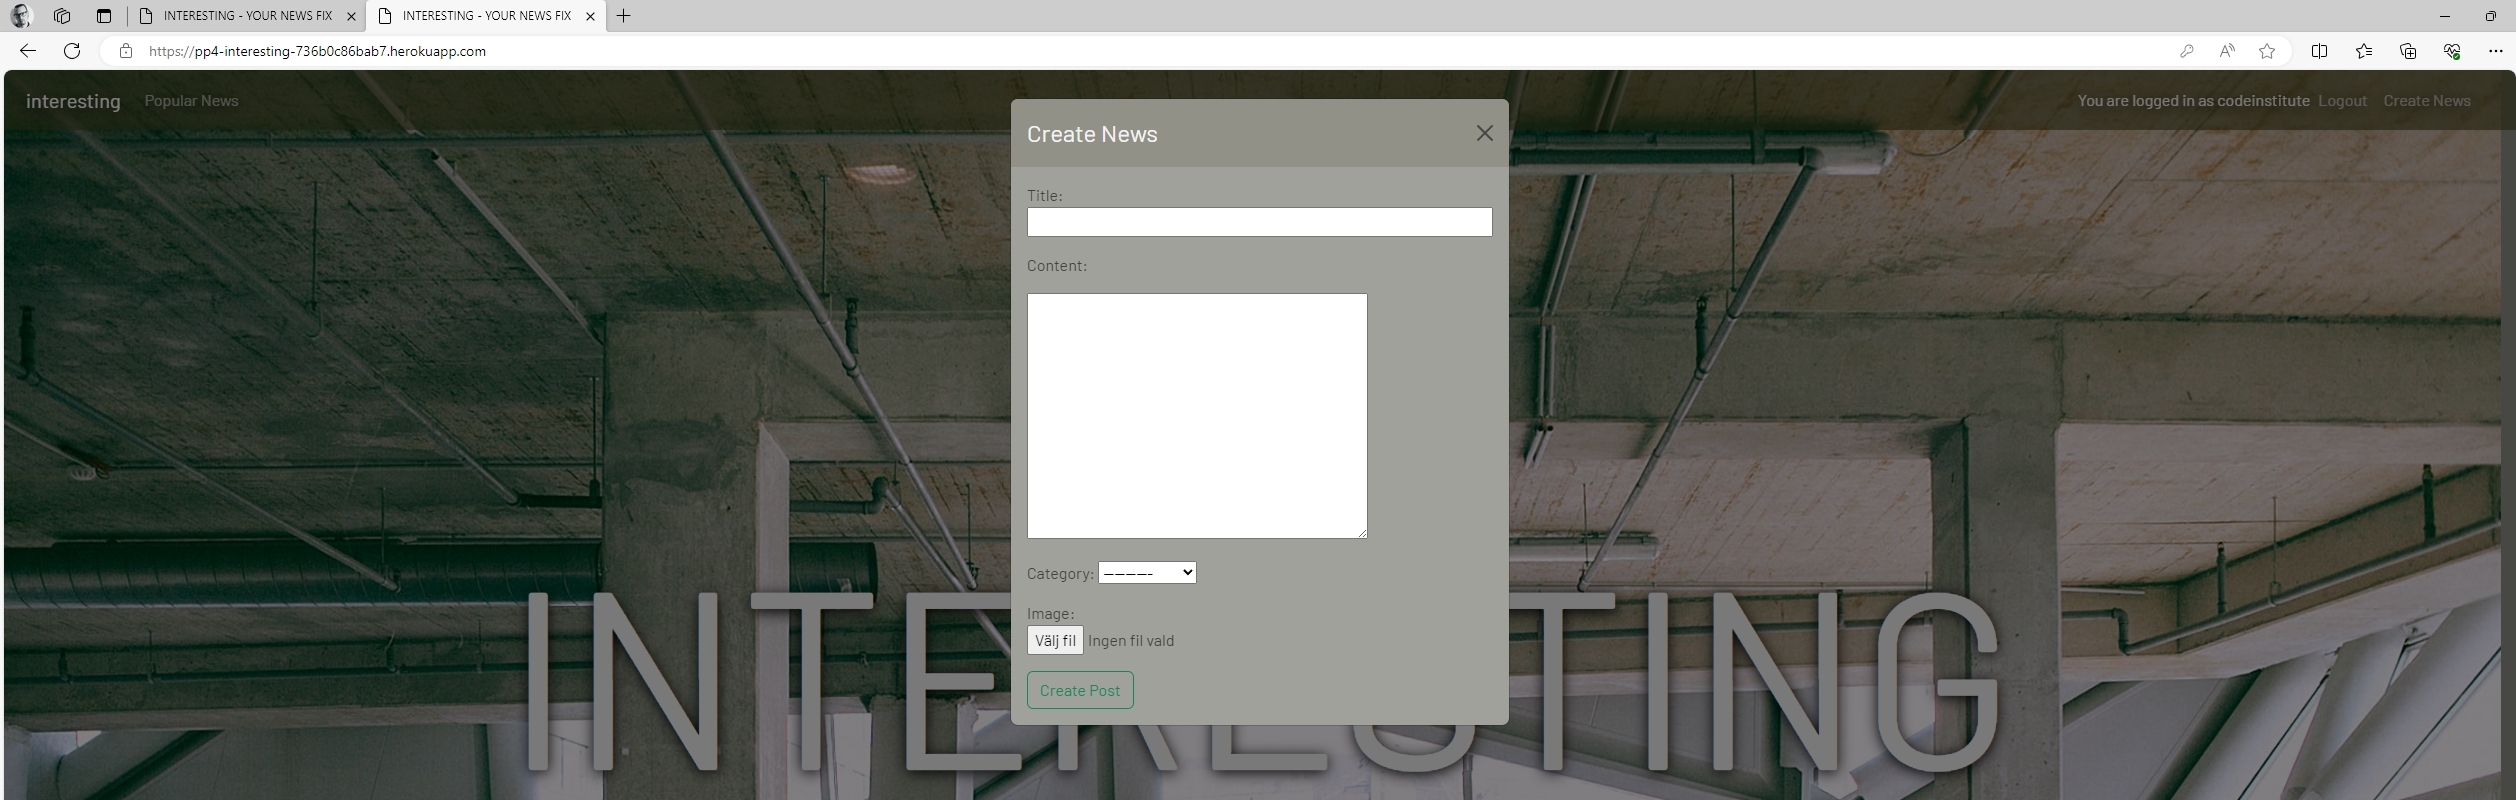 INTERESTING - YOUR NEWS FIX
INTERESTING - YOUR NEWS FIX
https://pp4-interesting-736b0c86bab7.herokuapp.com
interesting Popular News
You are logged in as codeinstitute Logout Create News
Create News
Title:
Content:
Category: ---------
Image:
Välj fil Ingen fil vald
Create Post
INTERESTING